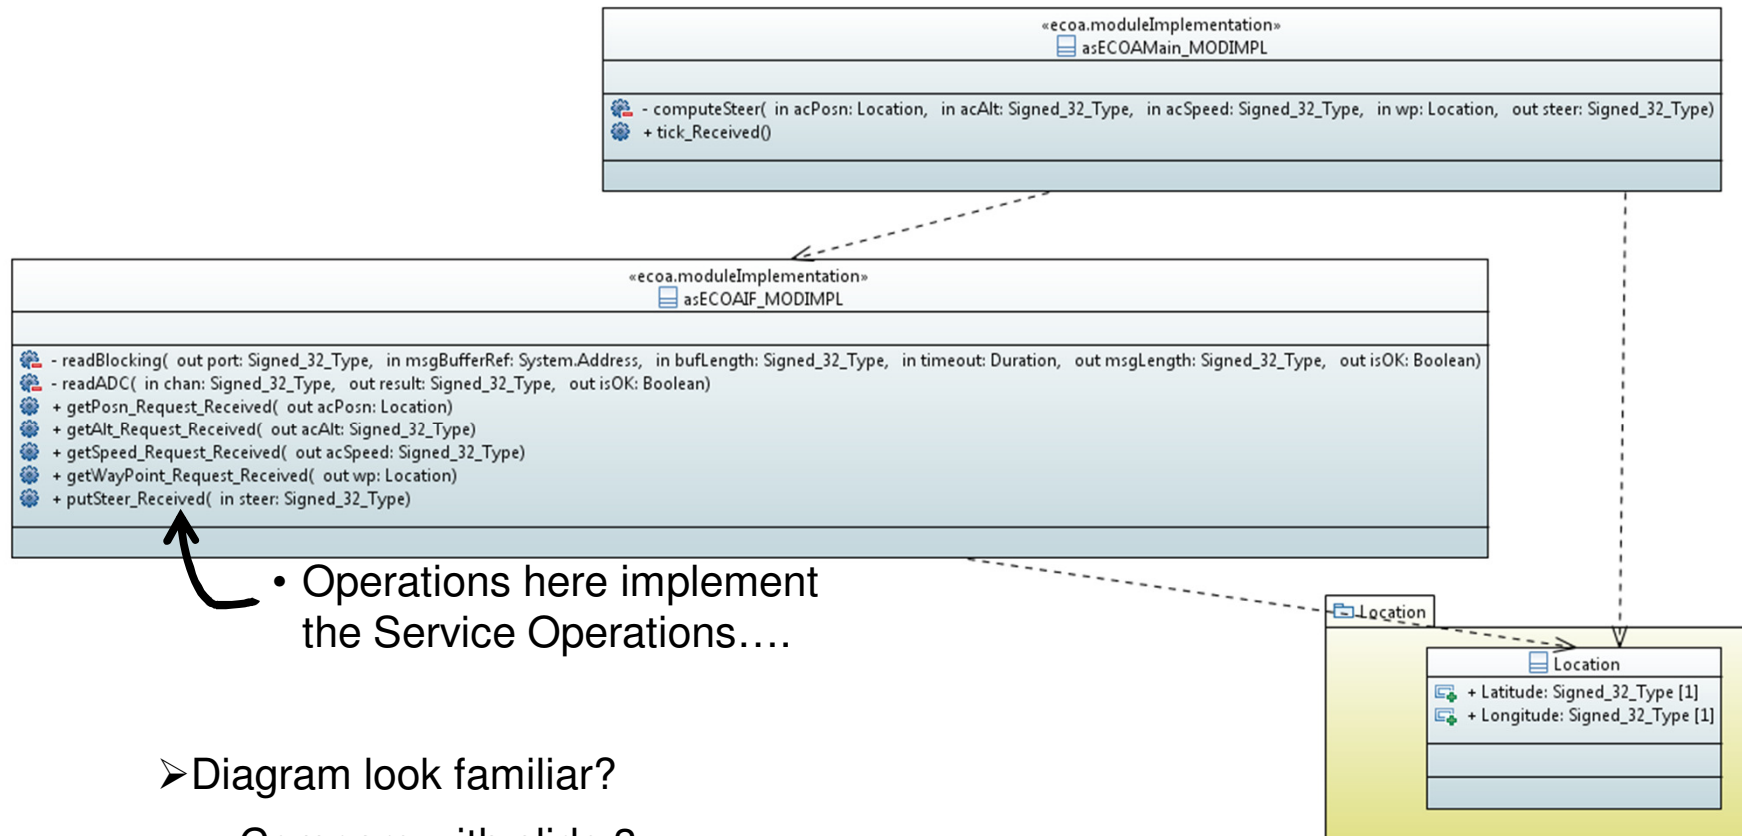 «ecoa.moduleImplementation»
asECOAMain_MODIMPL
- computeSteer( in acPosn: Location, in acAlt: Signed_32_Type, in acSpeed: Signed_32_Type, in wp: Location, out steer: Signed_32_Type)
+ tick_Received()
«ecoa.moduleImplementation»
asECOAIF_MODIMPL
- readBlocking( out port: Signed_32_Type, in msgBufferRef: System.Address, in bufLength: Signed_32_Type, in timeout: Duration, out msgLength: Signed_32_Type, out isOK: Boolean)
- readADC( in chan: Signed_32_Type, out result: Signed_32_Type, out isOK: Boolean)
+ getPosn_Request_Received( out acPosn: Location)
+ getAlt_Request_Received( out acAlt: Signed_32_Type)
+ getSpeed_Request_Received( out acSpeed: Signed_32_Type)
+ getWayPoint_Request_Received( out wp: Location)
+ putSteer_Received( in steer: Signed_32_Type)
• Operations here implement
the Service Operations....
Location
Location
+ Latitude: Signed_32_Type [1]
+ Longitude: Signed_32_Type [1]
➢Diagram look familiar?